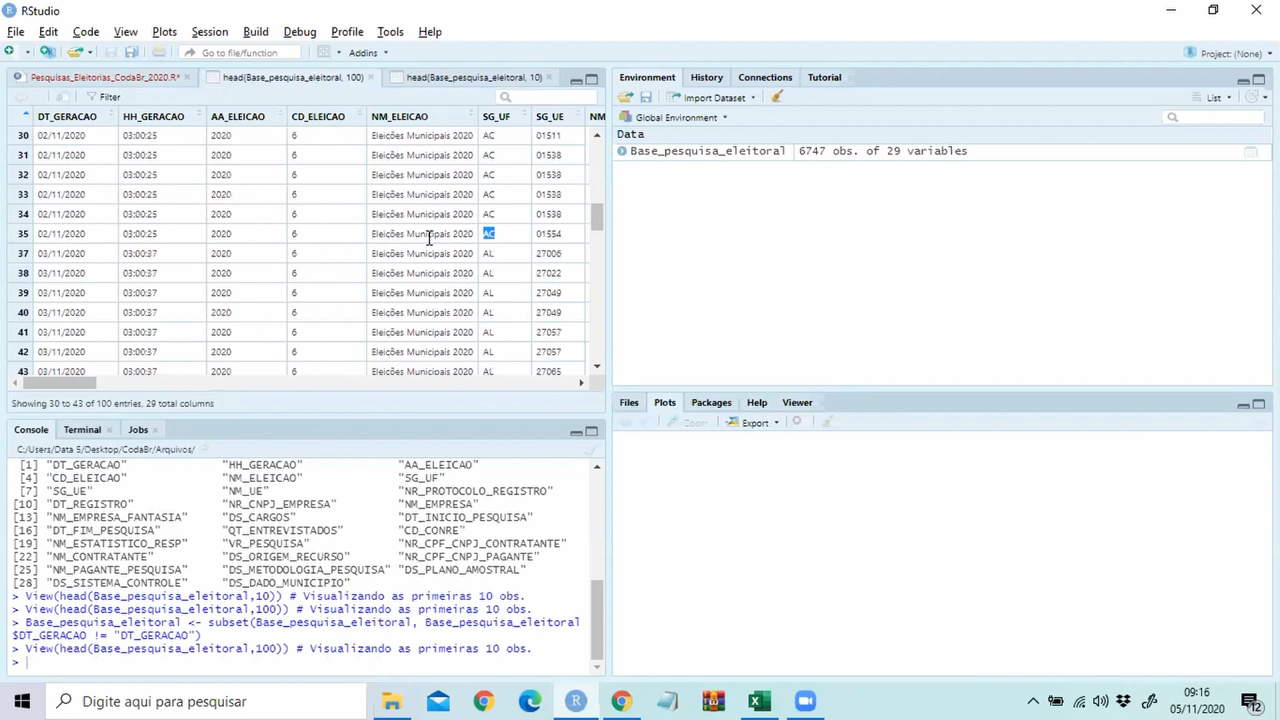 RStudio
File Edit Code View Plots Session Build Debug Profile Tools Help
Go to file/function Addins Project: (None)
Pesquisas_Eleitorias_CodaBr_2020.R* head(Base_pesquisa_eleitoral, 100) head(Base_pesquisa_eleitoral, 10)
Filter
DT_GERACAO HH_GERACAO AA_ELEICAO CD_ELEICAO NM_ELEICAO SG_UF SG_UE NM
30 02/11/2020 03:00:25 2020 6 Eleições Municipais 2020 AC 01511
31 02/11/2020 03:00:25 2020 6 Eleições Municipais 2020 AC 01538
32 02/11/2020 03:00:25 2020 6 Eleições Municipais 2020 AC 01538
33 02/11/2020 03:00:25 2020 6 Eleições Municipais 2020 AC 01538
34 02/11/2020 03:00:25 2020 6 Eleições Municipais 2020 AC 01538
35 02/11/2020 03:00:25 2020 6 Eleições Municipais 2020 AC 01554
37 03/11/2020 03:00:37 2020 6 Eleições Municipais 2020 AL 27006
38 03/11/2020 03:00:37 2020 6 Eleições Municipais 2020 AL 27022
39 03/11/2020 03:00:37 2020 6 Eleições Municipais 2020 AL 27049
40 03/11/2020 03:00:37 2020 6 Eleições Municipais 2020 AL 27049
41 03/11/2020 03:00:37 2020 6 Eleições Municipais 2020 AL 27057
42 03/11/2020 03:00:37 2020 6 Eleições Municipais 2020 AL 27057
43 03/11/2020 03:00:37 2020 6 Eleições Municipais 2020 AL 27065
Showing 30 to 43 of 100 entries, 29 total columns
Console Terminal Jobs
C:/Users/Data 5/Desktop/CodaBr/Arquivos/
[1] "DT_GERACAO" "HH_GERACAO" "AA_ELEICAO"
[4] "CD_ELEICAO" "NM_ELEICAO" "SG_UF"
[7] "SG_UE" "NM_UE" "NR_PROTOCOLO_REGISTRO"
[10] "DT_REGISTRO" "NR_CNPJ_EMPRESA" "NM_EMPRESA"
[13] "NM_EMPRESA_FANTASIA" "DS_CARGOS" "DT_INICIO_PESQUISA"
[16] "DT_FIM_PESQUISA" "QT_ENTREVISTADOS" "CD_CONRE"
[19] "NM_ESTATISTICO_RESP" "VR_PESQUISA" "NR_CPF_CNPJ_CONTRATANTE"
[22] "NM_CONTRATANTE" "DS_ORIGEM_RECURSO" "NR_CPF_CNPJ_PAGANTE"
[25] "NM_PAGANTE_PESQUISA" "DS_METODOLOGIA_PESQUISA" "DS_PLANO_AMOSTRAL"
[28] "DS_SISTEMA_CONTROLE" "DS_DADO_MUNICIPIO"
> View(head(Base_pesquisa_eleitoral,10)) # Visualizando as primeiras 10 obs.
> View(head(Base_pesquisa_eleitoral,100)) # Visualizando as primeiras 10 obs.
> Base_pesquisa_eleitoral <- subset(Base_pesquisa_eleitoral, Base_pesquisa_eleitoral
$DT_GERACAO != "DT_GERACAO")
> View(head(Base_pesquisa_eleitoral,100)) # Visualizando as primeiras 10 obs.
>
Environment History Connections Tutorial
Import Dataset List
Global Environment
Data
Base_pesquisa_eleitoral 6747 obs. of 29 variables
Files Plots Packages Help Viewer
Zoom Export
Digite aqui para pesquisar
09:16
05/11/2020
12